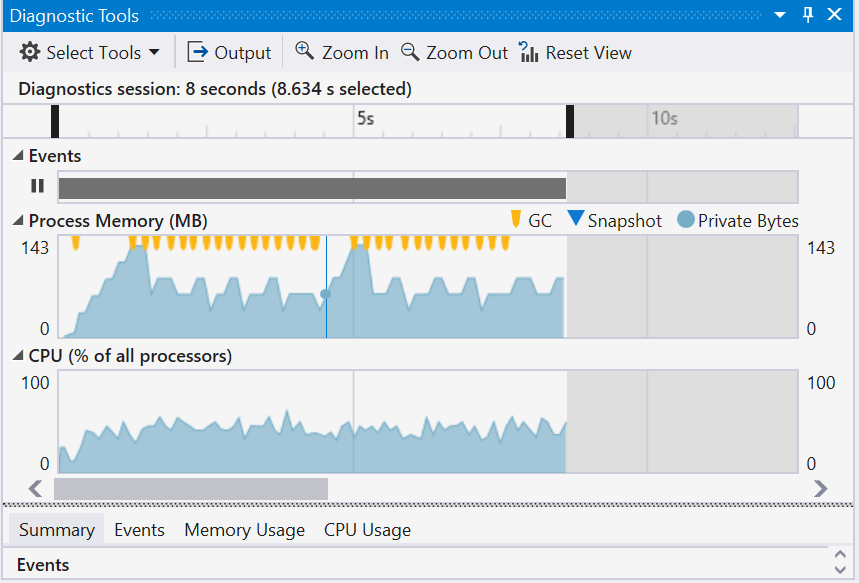 Diagnostic Tools
Select Tools Output Zoom In Zoom Out Reset View
Diagnostics session: 8 seconds (8.634 s selected)
5s 10s
Events
Process Memory (MB) GC Snapshot Private Bytes
143 143
0 0
CPU (% of all processors)
100 100
0 0
Summary Events Memory Usage CPU Usage
Events